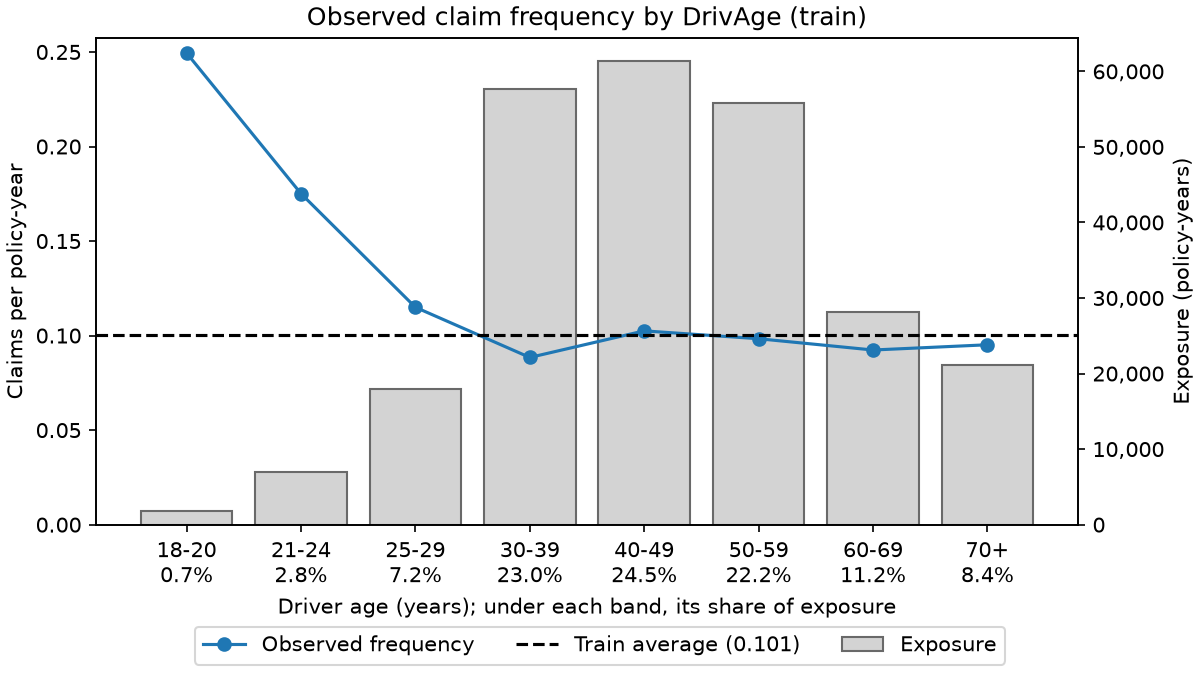 Observed claim frequency by DrivAge (train)
Claims per policy-year
0.25
0.20
0.15
0.10
0.05
0.00
60,000
50,000
40,000
30,000
20,000
10,000
0
Exposure (policy-years)
18-20 21-24 25-29 30-39 40-49 50-59 60-69 70+
0.7% 2.8% 7.2% 23.0% 24.5% 22.2% 11.2% 8.4%
Driver age (years); under each band, its share of exposure
Observed frequency Train average (0.101) Exposure